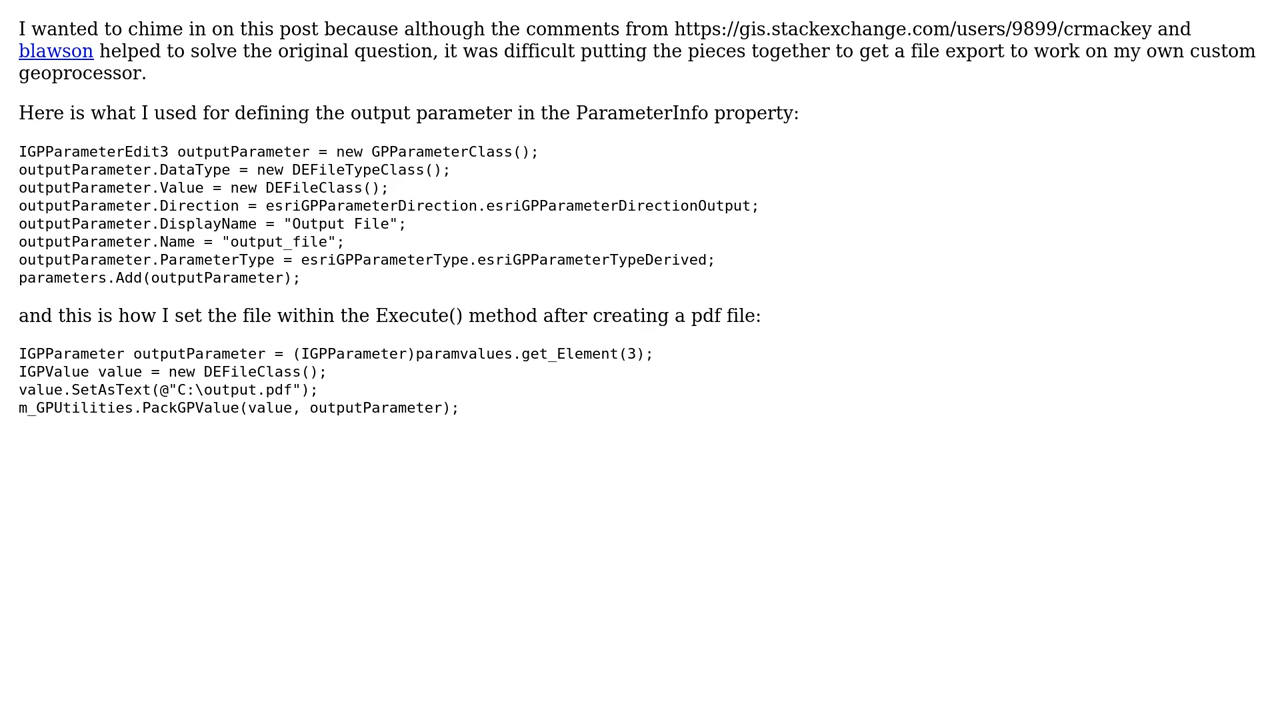 I wanted to chime in on this post because although the comments from https://gis.stackexchange.com/users/9899/crmackey and
blawson helped to solve the original question, it was difficult putting the pieces together to get a file export to work on my own custom
geoprocessor.
Here is what I used for defining the output parameter in the ParameterInfo property:
IGPParameterEdit3 outputParameter = new GPParameterClass();
outputParameter.DataType = new DEFileTypeClass();
outputParameter.Value = new DEFileClass();
outputParameter.Direction = esriGPParameterDirection.esriGPParameterDirectionOutput;
outputParameter.DisplayName = "Output File";
outputParameter.Name = "output_file";
outputParameter.ParameterType = esriGPParameterType.esriGPParameterTypeDerived;
parameters.Add(outputParameter);
and this is how I set the file within the Execute() method after creating a pdf file:
IGPParameter outputParameter = (IGPParameter)paramvalues.get_Element(3);
IGPValue value = new DEFileClass();
value.SetAsText(@"C:\output.pdf");
m_GPUtilities.PackGPValue(value, outputParameter);